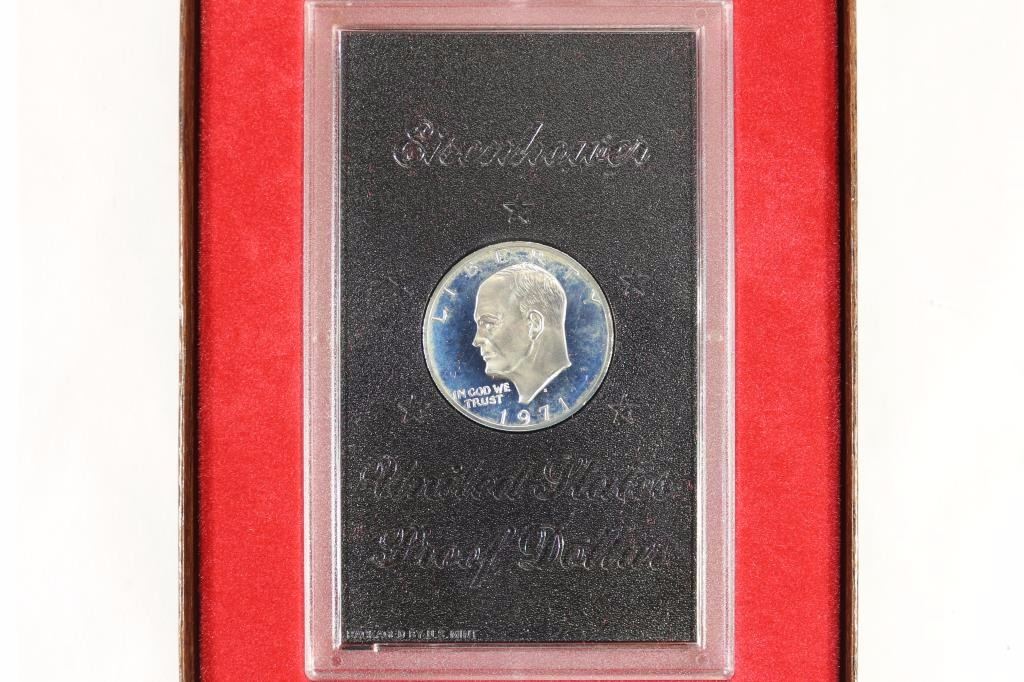 Eisenhower
LIBERTY
IN GOD WE
TRUST
1971
United States
Proof Dollar
PACKAGED BY U.S. MINT